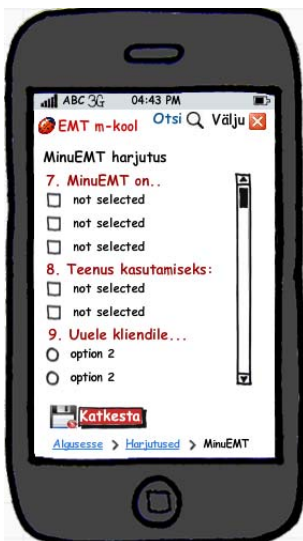 ABC 3G 04:43 PM
EMT m-kool Otsi Välju
MinuEMT harjutus
7. MinuEMT on..
not selected
not selected
not selected
8. Teenus kasutamiseks:
not selected
not selected
9. Uuele kliendile...
option 2
option 2
Katkesta
Algusesse > Harjutused > MinuEMT